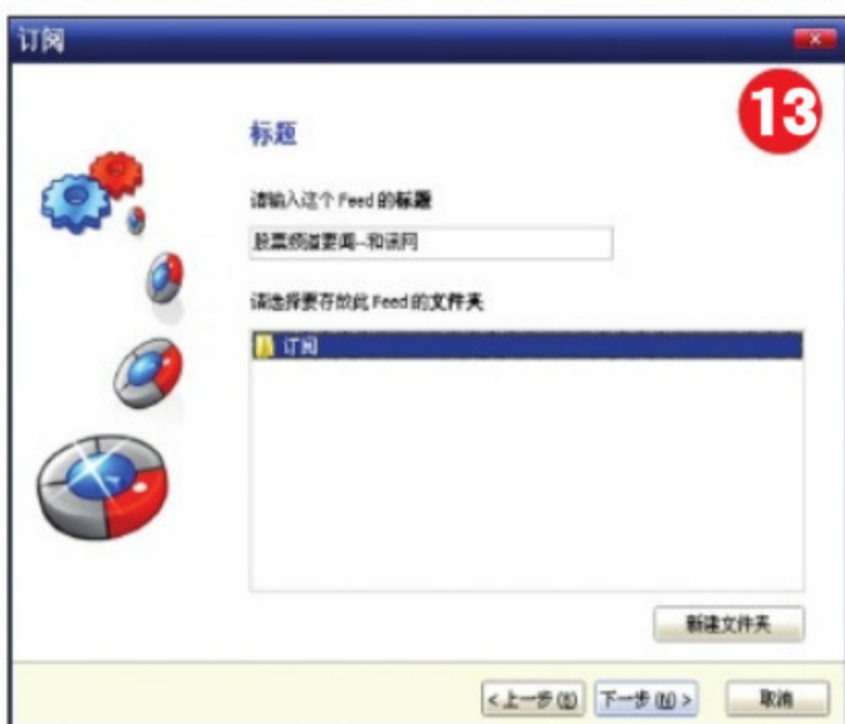 订阅
13
标题
请输入这个 Feed 的标题
股票频道要闻--和讯网
请选择要存放此 Feed 的文件夹
订阅
新建文件夹
<上一步(B) 下一步(N)> 取消